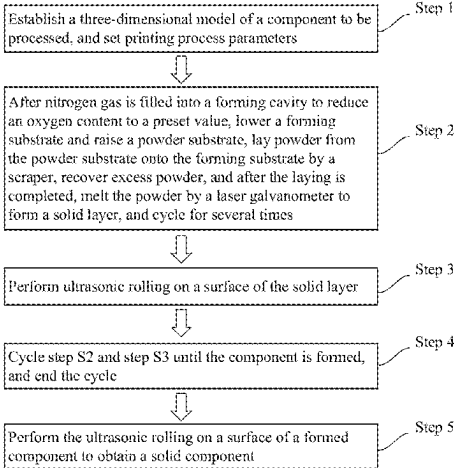 Establish a three-dimensional model of a component to be
processed, and set printing process parameters
Step 1
After nitrogen gas is filled into a forming cavity to reduce
an oxygen content to a preset value, lower a forming
substrate and raise a powder substrate, lay powder from
the powder substrate onto the forming substrate by a
scraper, recover excess powder, and after the laying is
completed, melt the powder by a laser galvanometer to
form a solid layer, and cycle for several times
Step 2
Perform ultrasonic rolling on a surface of the solid layer
Step 3
Cycle step S2 and step S3 until the component is formed,
and end the cycle
Step 4
Perform the ultrasonic rolling on a surface of a formed
component to obtain a solid component
Step 5